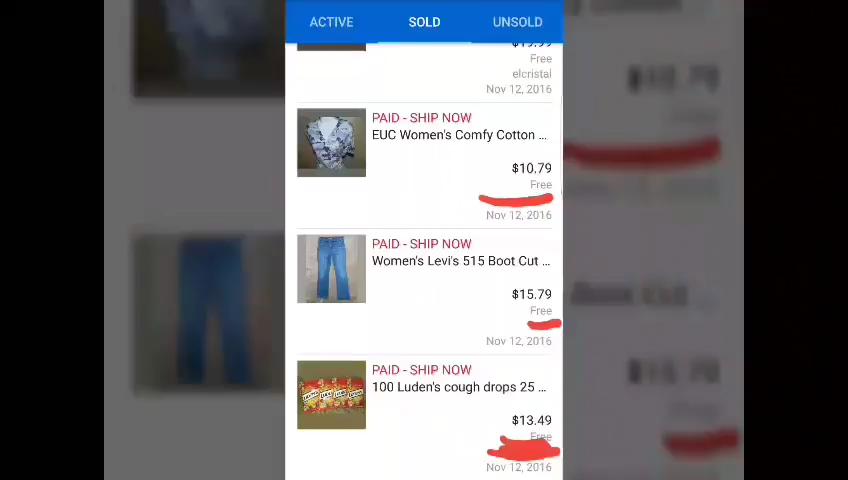 ACTIVE SOLD UNSOLD
$19.99
Free
elcristal
Nov 12, 2016
PAID - SHIP NOW
EUC Women's Comfy Cotton ...
$10.79
Free
Nov 12, 2016
PAID - SHIP NOW
Women's Levi's 515 Boot Cut ...
$15.79
Free
Nov 12, 2016
PAID - SHIP NOW
100 Luden's cough drops 25 ...
$13.49
Free
Nov 12, 2016